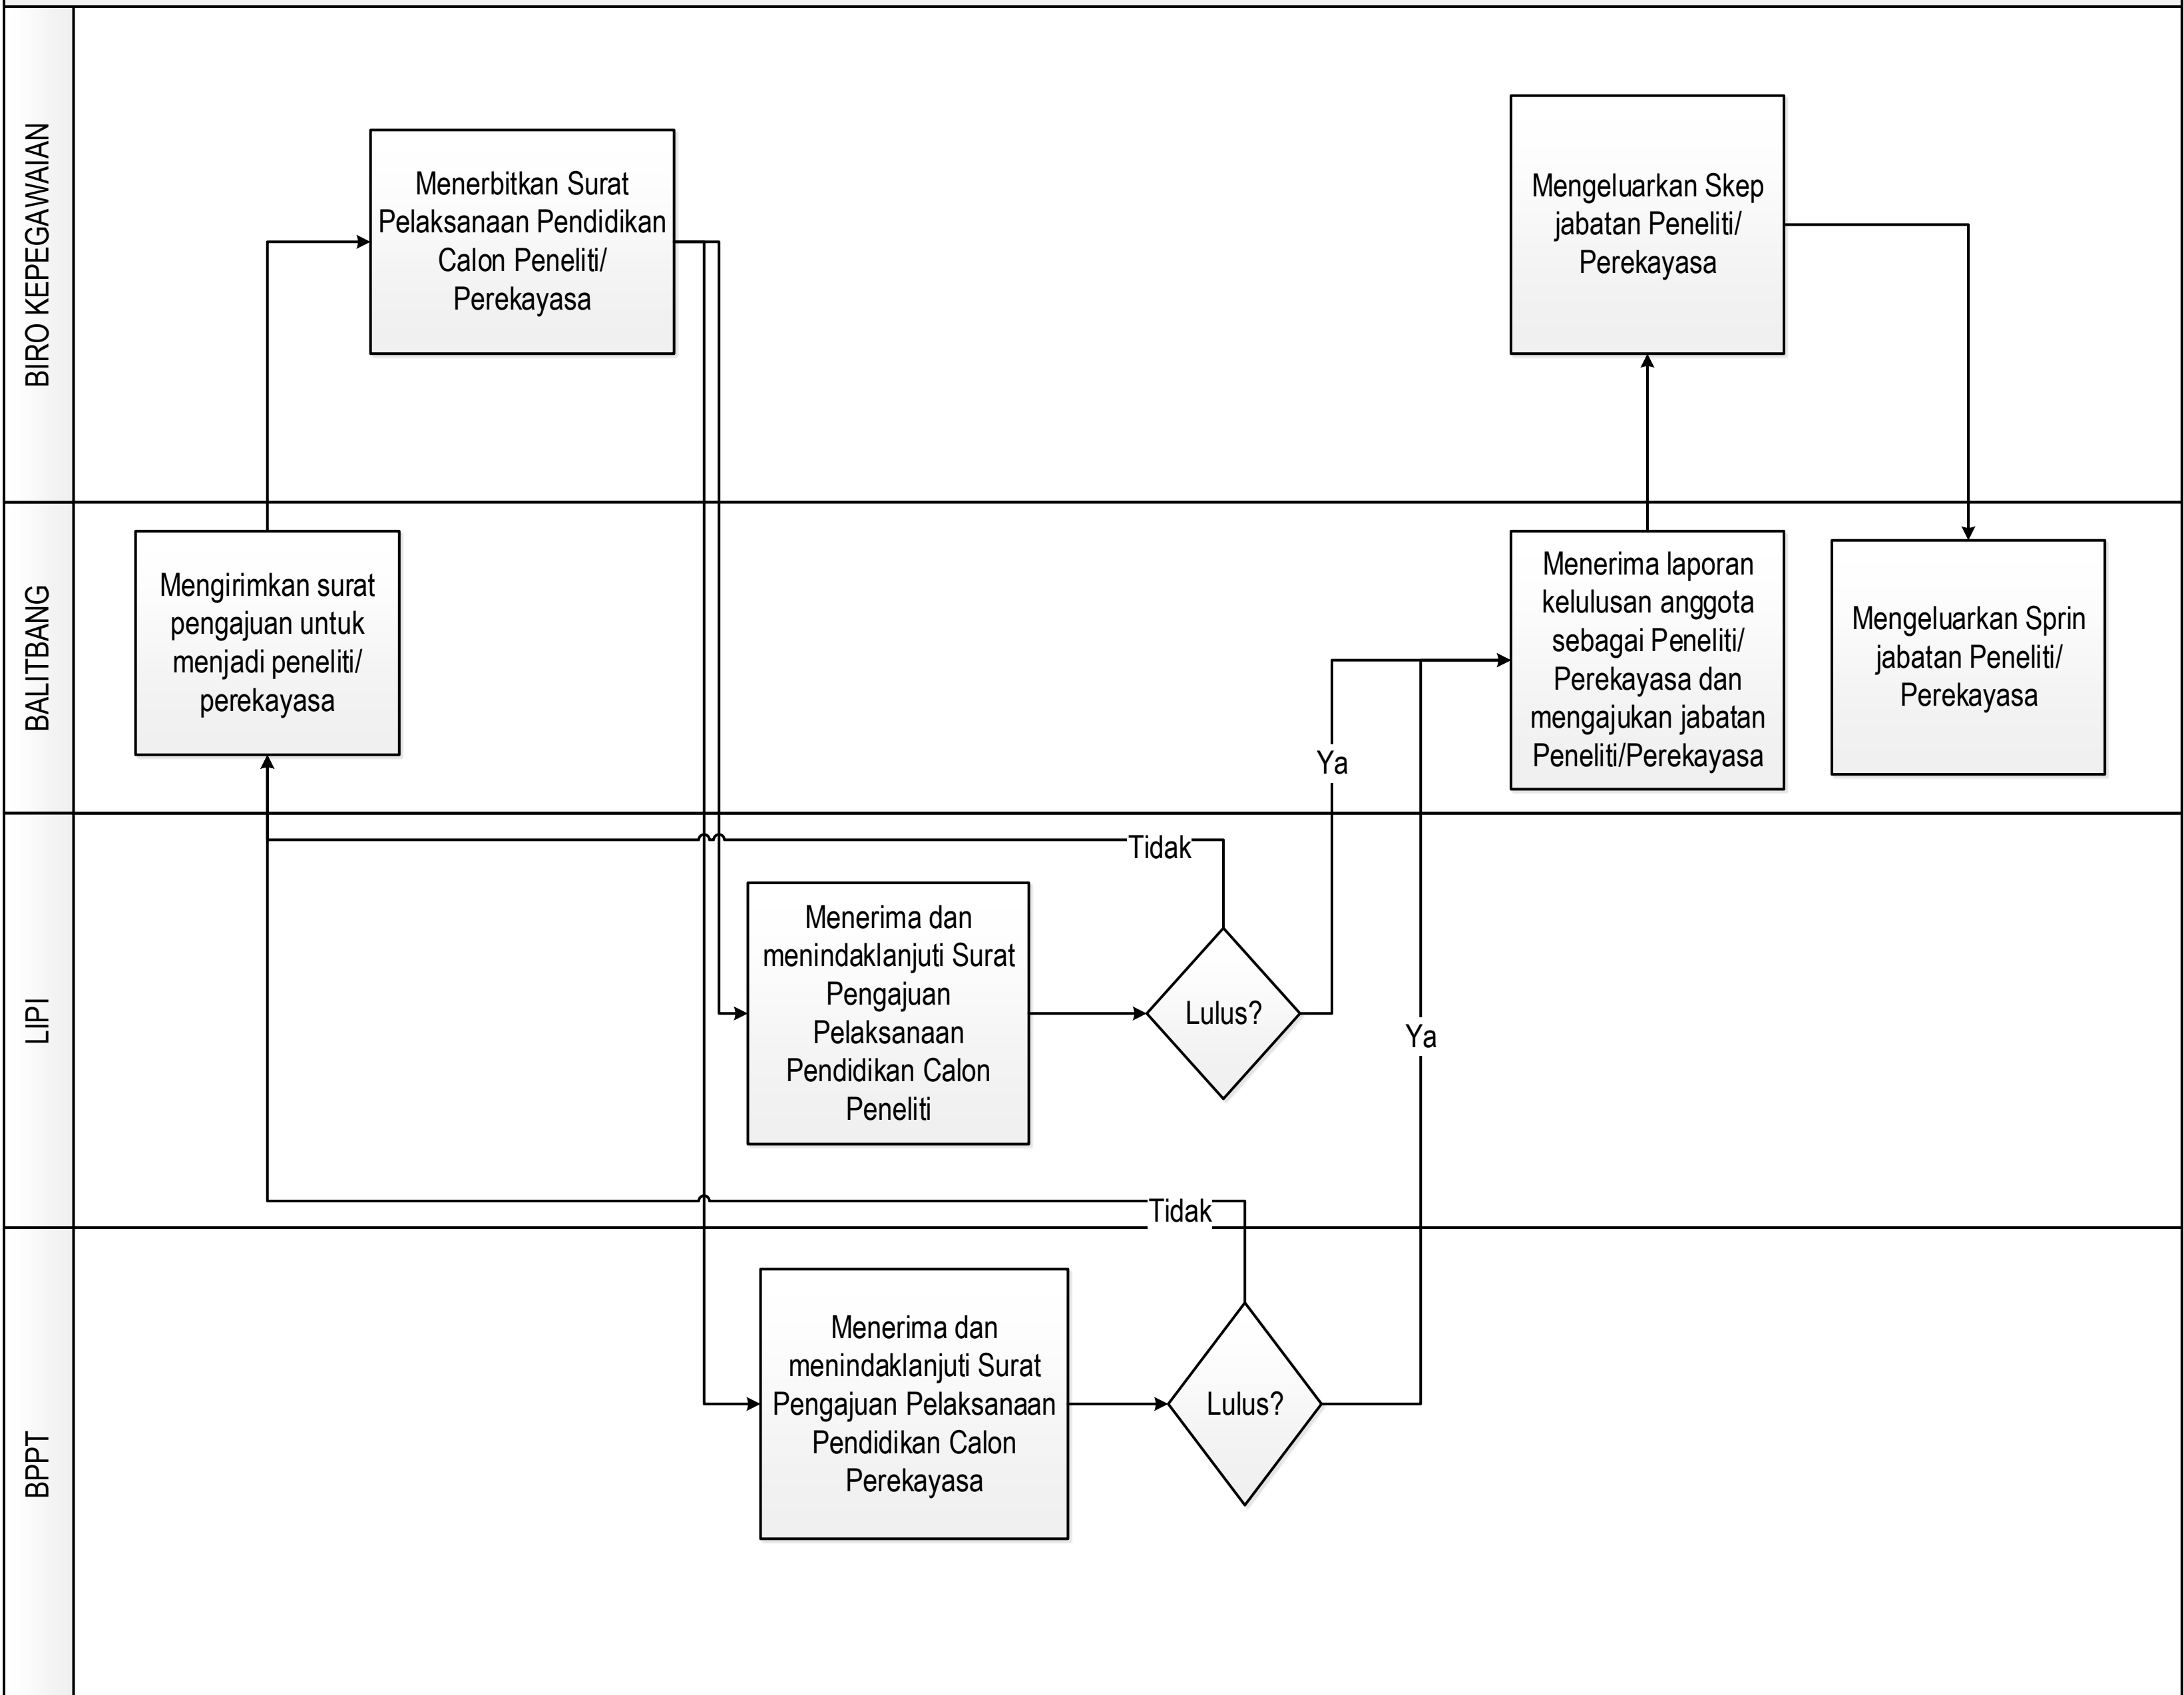 BIRO KEPEGAWAIAN
Menerbitkan Surat
Pelaksanaan Pendidikan
Calon Peneliti/
Perekayasa
Mengeluarkan Skep
jabatan Peneliti/
Perekayasa
BALITBANG
Mengirimkan surat
pengajuan untuk
menjadi peneliti/
perekayasa
Menerima laporan
kelulusan anggota
sebagai Peneliti/
Perekayasa dan
mengajukan jabatan
Peneliti/Perekayasa
Mengeluarkan Sprin
jabatan Peneliti/
Perekayasa
Ya
LIPI
Tidak
Menerima dan
menindaklanjuti Surat
Pengajuan
Pelaksanaan
Pendidikan Calon
Peneliti
Lulus?
Ya
Tidak
BPPT
Menerima dan
menindaklanjuti Surat
Pengajuan Pelaksanaan
Pendidikan Calon
Perekayasa
Lulus?